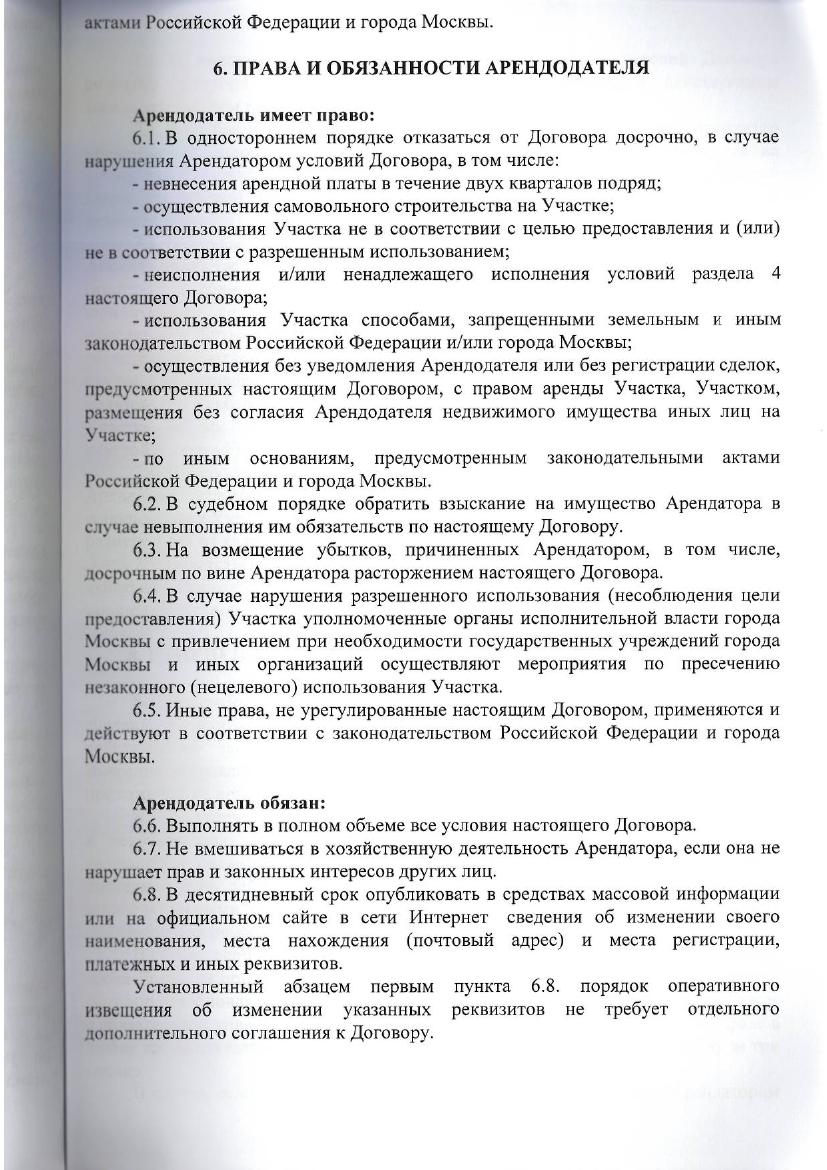 актами Российской Федерации и города Москвы.
6. ПРАВА И ОБЯЗАННОСТИ АРЕНДОДАТЕЛЯ
Арендодатель имеет право:
6.1. В одностороннем порядке отказаться от Договора досрочно, в случае
нарушения Арендатором условий Договора, в том числе:
- невнесения арендной платы в течение двух кварталов подряд;
- осуществления самовольного строительства на Участке;
- использования Участка не в соответствии с целью предоставления и (или)
не в соответствии с разрешенным использованием;
- неисполнения и/или ненадлежащего исполнения условий раздела 4
настоящего Договора;
- использования Участка способами, запрещенными земельным и иным
законодательством Российской Федерации и/или города Москвы;
- осуществления без уведомления Арендодателя или без регистрации сделок,
предусмотренных настоящим Договором, с правом аренды Участка, Участком,
размещения без согласия Арендодателя недвижимого имущества иных лиц на
Участке;
- по иным основаниям, предусмотренным законодательными актами
Российской Федерации и города Москвы.
6.2. В судебном порядке обратить взыскание на имущество Арендатора в
случае невыполнения им обязательств по настоящему Договору.
6.3. На возмещение убытков, причиненных Арендатором, в том числе,
досрочным по вине Арендатора расторжением настоящего Договора.
6.4. В случае нарушения разрешенного использования (несоблюдения цели
предоставления) Участка уполномоченные органы исполнительной власти города
Москвы с привлечением при необходимости государственных учреждений города
Москвы и иных организаций осуществляют мероприятия по пресечению
незаконного (нецелевого) использования Участка.
6.5. Иные права, не урегулированные настоящим Договором, применяются и
действуют в соответствии с законодательством Российской Федерации и города
Москвы.
Арендодатель обязан:
6.6. Выполнять в полном объеме все условия настоящего Договора.
6.7. Не вмешиваться в хозяйственную деятельность Арендатора, если она не
нарушает прав и законных интересов других лиц.
6.8. В десятидневный срок опубликовать в средствах массовой информации
или на официальном сайте в сети Интернет сведения об изменении своего
наименования, места нахождения (почтовый адрес) и места регистрации,
платежных и иных реквизитов.
Установленный абзацем первым пункта 6.8. порядок оперативного
извещения об изменении указанных реквизитов не требует отдельного
дополнительного соглашения к Договору.